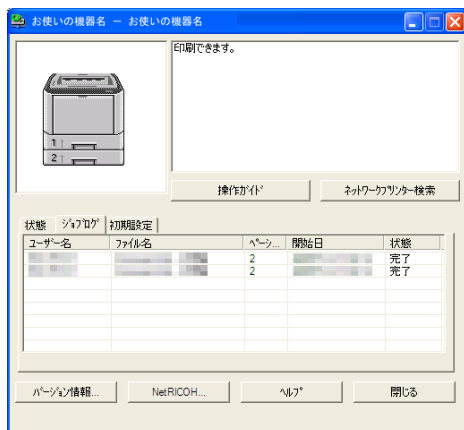 お使いの機器名 － お使いの機器名
印刷できます。
1
2
操作ｶﾞｲﾄﾞ
ﾈｯﾄﾜｰｸﾌﾟﾘﾝﾀｰ検索
状態 ｼﾞｮﾌﾞﾛｸﾞ 初期設定
ﾕｰｻﾞｰ名 ﾌｧｲﾙ名 ﾍﾟｰｼ... 開始日 状態
2 完了
2 完了
ﾊﾞｰｼﾞｮﾝ情報...
NetRICOH...
ﾍﾙﾌﾟ
閉じる